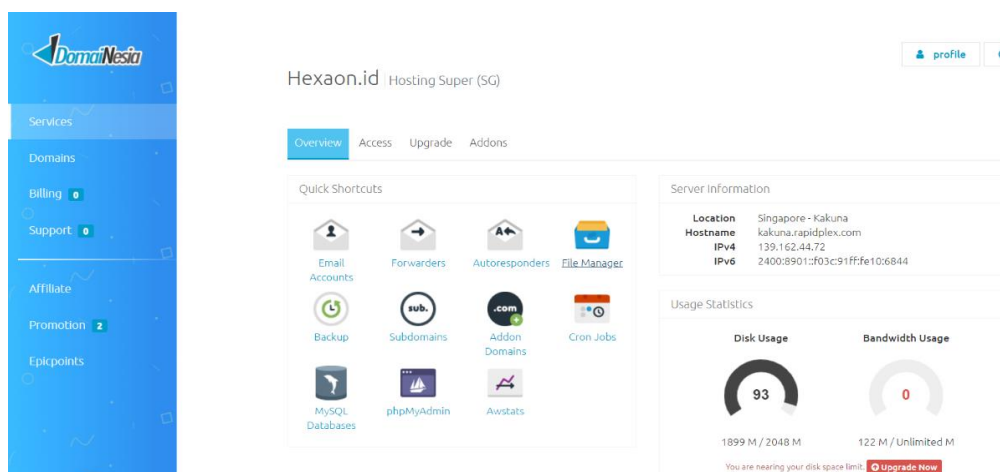 DomaiNesia
Services
Domains
Billing 0
Support 0
Affiliate
Promotion 2
Epicpoints
profile
Hexaon.id Hosting Super (SG)
Overview Access Upgrade Addons
Quick Shortcuts
Email Accounts
Forwarders
Autoresponders
File Manager
Backup
sub.
Subdomains
.com
Addon Domains
Cron Jobs
MySQL Databases
phpMyAdmin
Awstats
Server Information
Location Singapore - Kakuna
Hostname kakuna.rapidplex.com
IPv4 139.162.44.72
IPv6 2400:8901::f03c:91ff:fe10:6844
Usage Statistics
Disk Usage
93
1899 M / 2048 M
Bandwidth Usage
0
122 M / Unlimited M
You are nearing your disk space limit. Upgrade Now